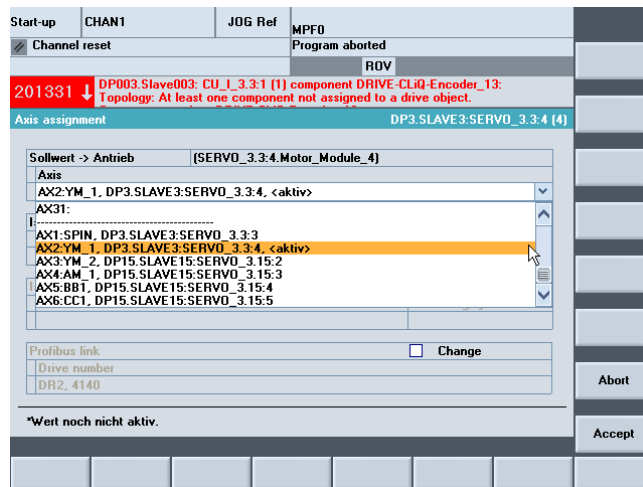 Start-up
CHAN1
JOG Ref
MPF0
Channel reset
Program aborted
ROV
201331
DP003.Slave003: CU_I_3.3:1 (1) component DRIVE-CLiQ-Encoder_13:
Topology: At least one component not assigned to a drive object.
Axis assignment
DP3.SLAVE3:SERVO_3.3:4 (4)
Sollwert -> Antrieb
(SERVO_3.3:4.Motor_Module_4)
Axis
AX2:YM_1, DP3.SLAVE3:SERVO_3.3:4, <aktiv>
AX31:
----------------------------------------
AX1:SPIN, DP3.SLAVE3:SERVO_3.3:3
AX2:YM_1, DP3.SLAVE3:SERVO_3.3:4, <aktiv>
AX3:YM_2, DP15.SLAVE15:SERVO_3.15:2
AX4:AM_1, DP15.SLAVE15:SERVO_3.15:3
AX5:BB1, DP15.SLAVE15:SERVO_3.15:4
AX6:CC1, DP15.SLAVE15:SERVO_3.15:5
Profibus link
Change
Drive number
DR2, 4140
Abort
*Wert noch nicht aktiv.
Accept